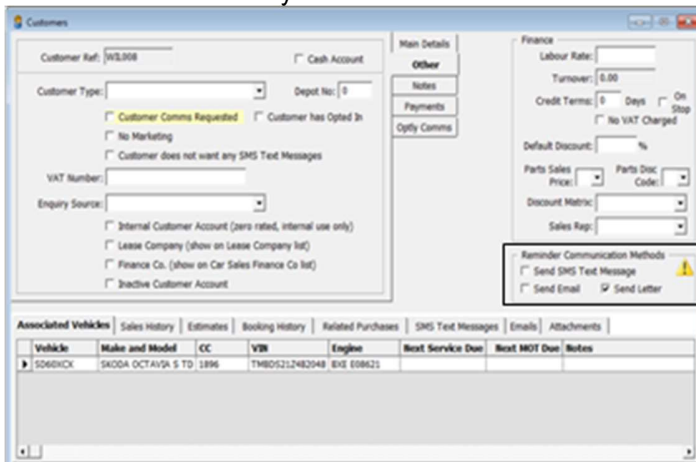 Customers
Customer Ref: WIL008
Cash Account
Customer Type:
Depot No: 0
Customer Comms Requested
Customer has Opted In
No Marketing
Customer does not want any SMS Text Messages
VAT Number:
Enquiry Source:
Internal Customer Account (zero rated, internal use only)
Lease Company (show on Lease Company list)
Finance Co. (show on Car Sales Finance Co list)
Inactive Customer Account
Main Details
Other
Notes
Payments
Optly Comms
Finance
Labour Rate:
Turnover: 0.00
Credit Terms: 0 Days
On Stop
No VAT Charged
Default Discount: %
Parts Sales Price:
Parts Disc Code:
Discount Matrix:
Sales Rep:
Reminder Communication Methods
Send SMS Text Message
Send Email
Send Letter
Associated Vehicles Sales History Estimates Booking History Related Purchases SMS Text Messages Emails Attachments
Vehicle Make and Model CC VIN Engine Next Service Due Next MOT Due Notes
SD60XCX SKODA OCTAVIA S TD 1896 TMBDS21Z482048 BXE E08621